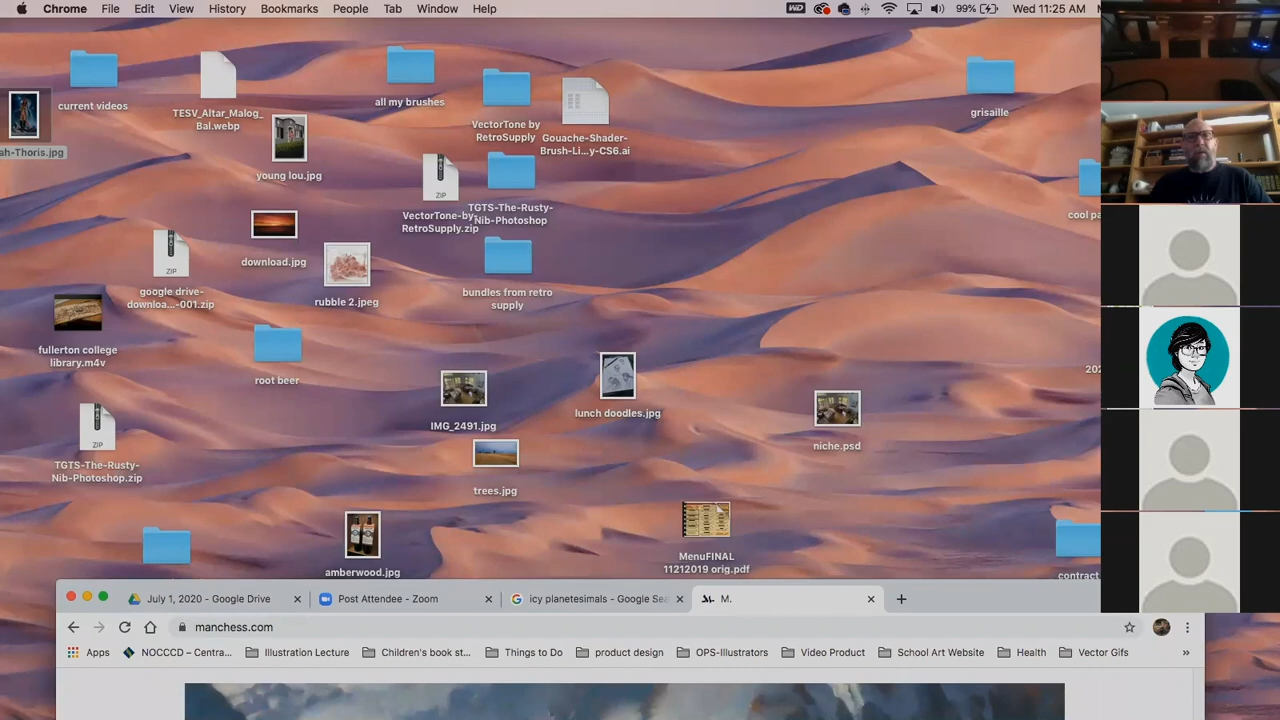 Chrome File Edit View History Bookmarks People Tab Window Help
99% Wed 11:25 AM
current videos
TESV_Altar_Malog_
Bal.webp
all my brushes
VectorTone by
RetroSupply
Gouache-Shader-
Brush-Li...y-CS6.ai
grisaille
ah-Thoris.jpg
young lou.jpg
ZIP
VectorTone-by-
RetroSupply.zip
TGTS-The-Rusty-
Nib-Photoshop
cool pa
download.jpg
ZIP
google drive-
downloa...-001.zip
rubble 2.jpeg
bundles from retro
supply
fullerton college
library.m4v
root beer
202
IMG_2491.jpg
lunch doodles.jpg
niche.psd
ZIP
TGTS-The-Rusty-
Nib-Photoshop.zip
trees.jpg
amberwood.jpg
MenuFINAL
11212019 orig.pdf
contract
July 1, 2020 - Google Drive
Post Attendee - Zoom
icy planetesimals - Google Sea
M.
manchess.com
Apps NOCCCD – Centra... Illustration Lecture Children's book st... Things to Do product design OPS-Illustrators Video Product School Art Website Health Vector Gifs »